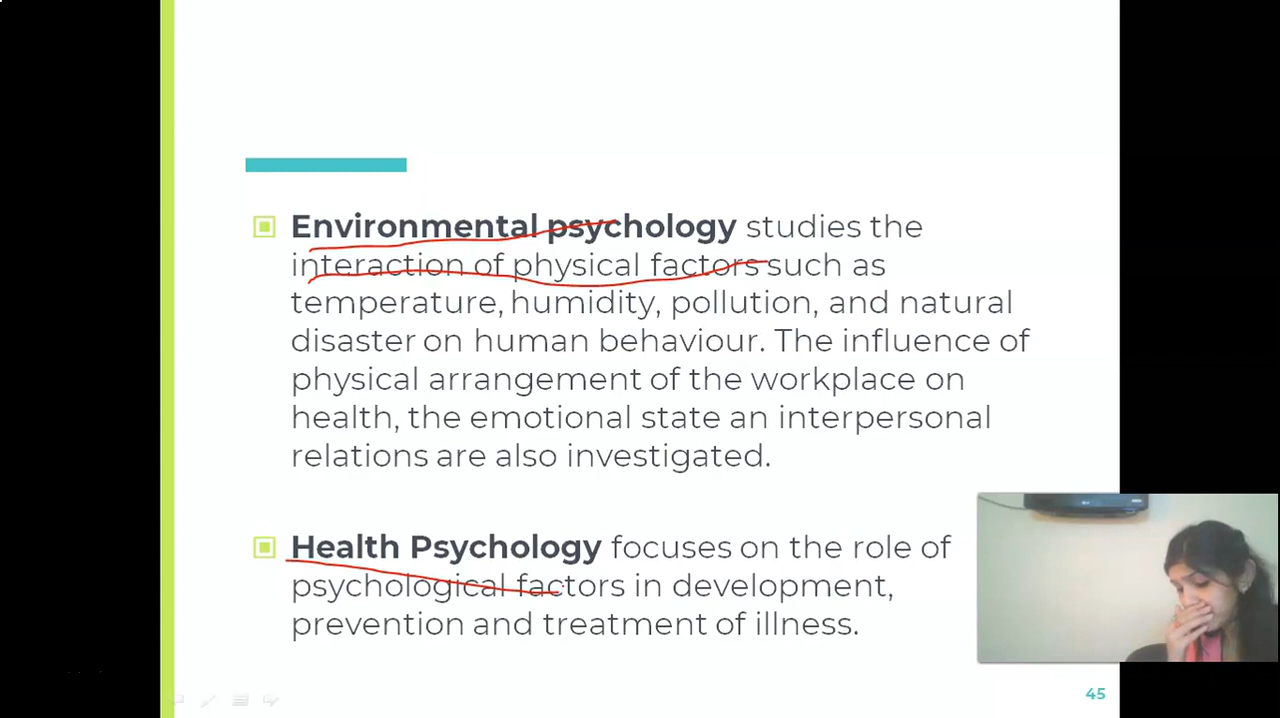 Environmental psychology studies the
interaction of physical factors such as
temperature, humidity, pollution, and natural
disaster on human behaviour. The influence of
physical arrangement of the workplace on
health, the emotional state an interpersonal
relations are also investigated.
Health Psychology focuses on the role of
psychological factors in development,
prevention and treatment of illness.
45